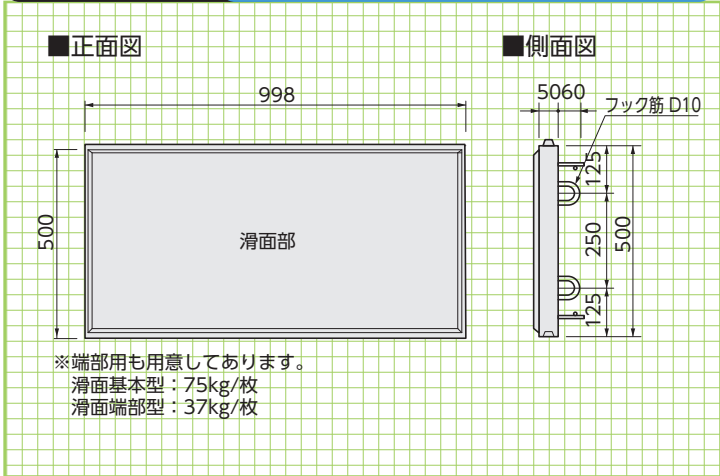 ■正面図
■側面図
998
5060
フック筋 D10
500
滑面部
125
250
500
125
※端部用も用意してあります。
滑面基本型：75kg/枚
滑面端部型：37kg/枚